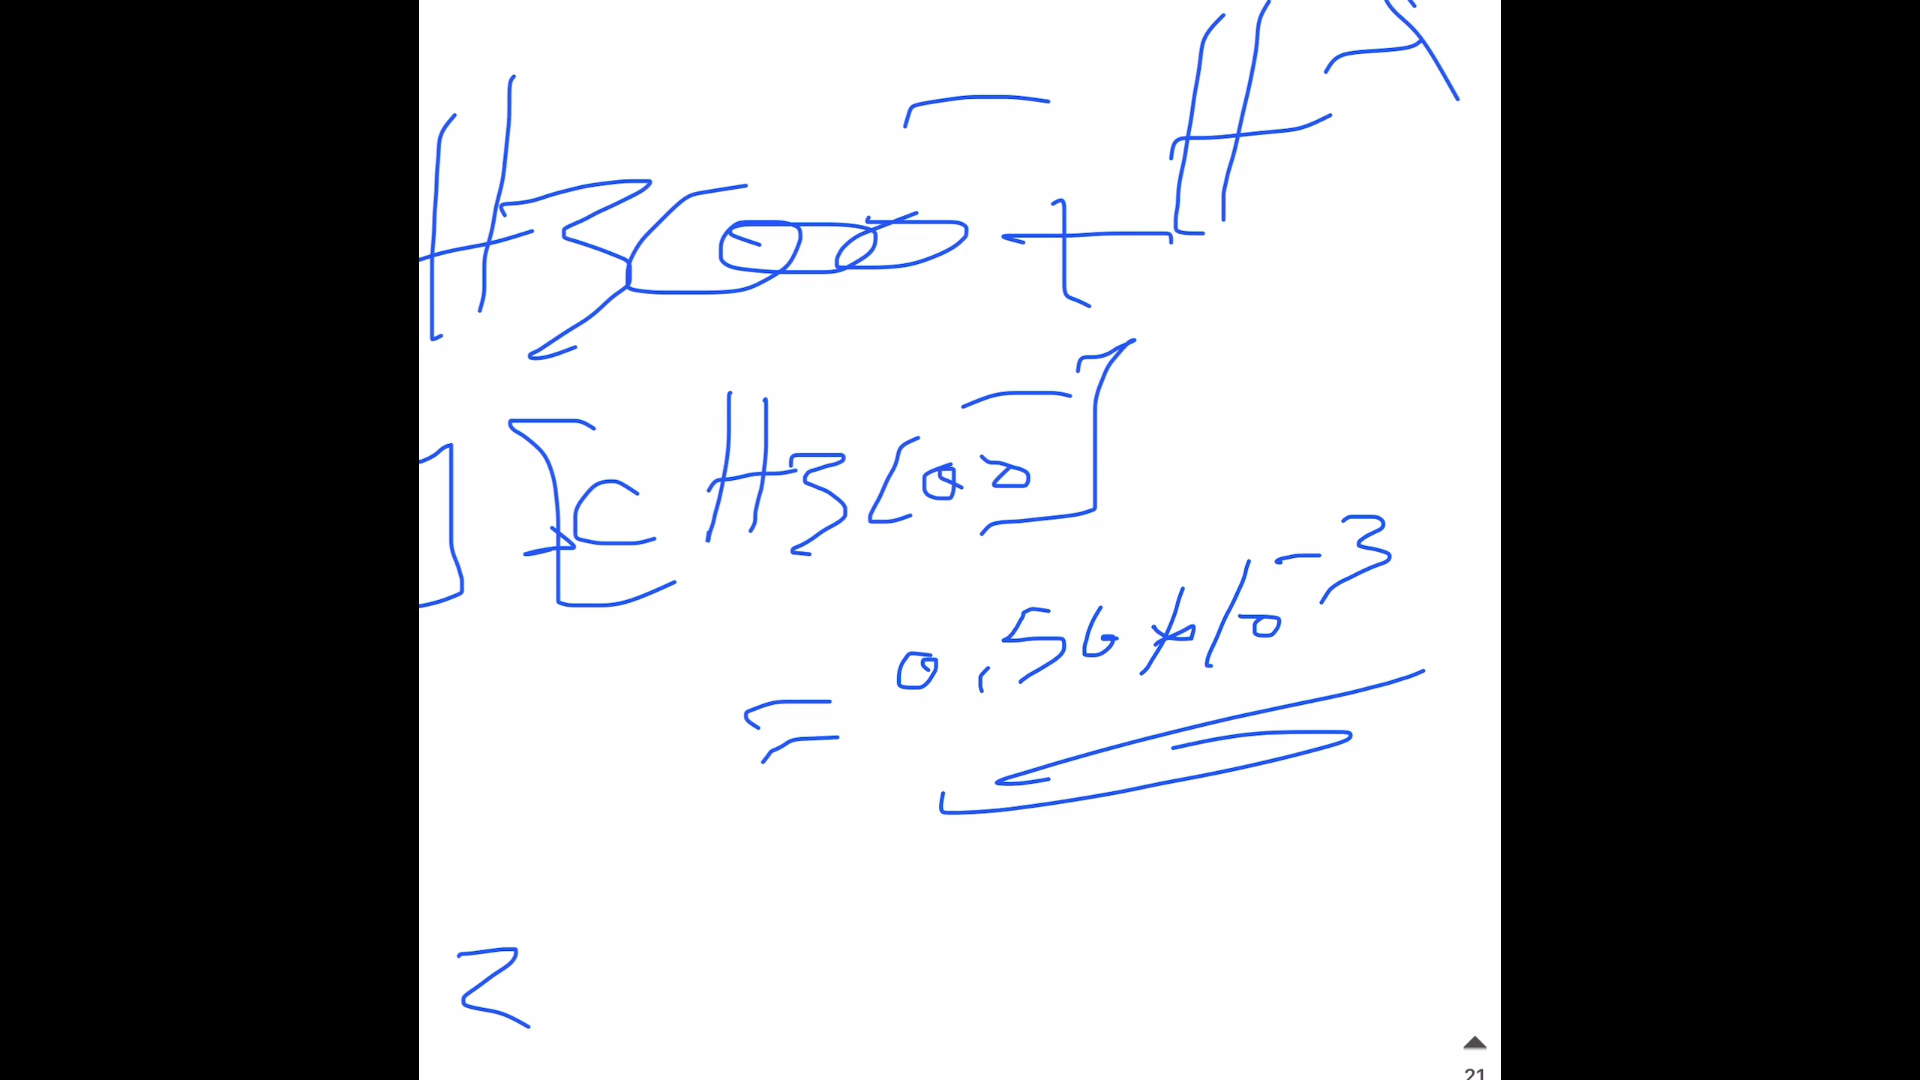 H3COO⁻ + H⁺
] [CH3COO⁻]
= 0,56 * 10⁻³
2
21